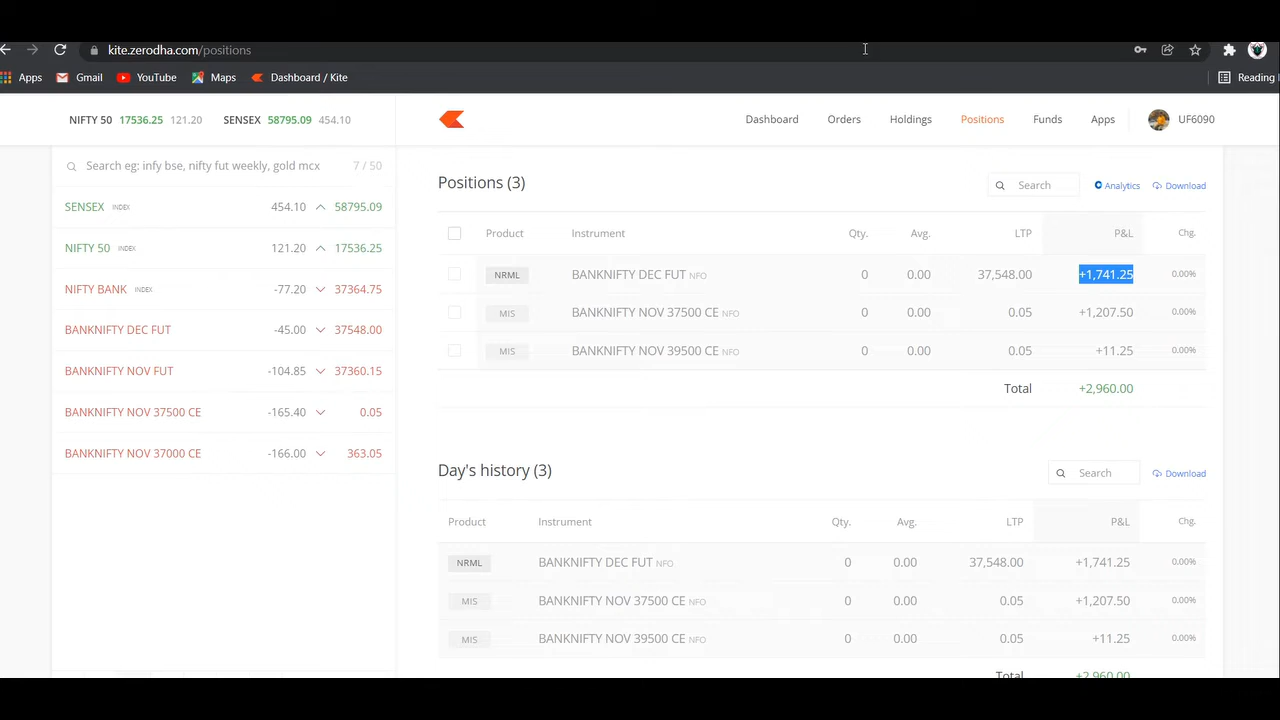 kite.zerodha.com/positions
Apps Gmail YouTube Maps Dashboard / Kite Reading
NIFTY 50 17536.25 121.20 SENSEX 58795.09 454.10 Dashboard Orders Holdings Positions Funds Apps UF6090
Search eg: infy bse, nifty fut weekly, gold mcx 7 / 50
SENSEX INDEX 454.10 58795.09
NIFTY 50 INDEX 121.20 17536.25
NIFTY BANK INDEX -77.20 37364.75
BANKNIFTY DEC FUT -45.00 37548.00
BANKNIFTY NOV FUT -104.85 37360.15
BANKNIFTY NOV 37500 CE -165.40 0.05
BANKNIFTY NOV 37000 CE -166.00 363.05
Positions (3) Search Analytics Download
Product Instrument Qty. Avg. LTP P&L Chg.
NRML BANKNIFTY DEC FUT NFO 0 0.00 37,548.00 +1,741.25 0.00%
MIS BANKNIFTY NOV 37500 CE NFO 0 0.00 0.05 +1,207.50 0.00%
MIS BANKNIFTY NOV 39500 CE NFO 0 0.00 0.05 +11.25 0.00%
Total +2,960.00
Day's history (3) Search Download
Product Instrument Qty. Avg. LTP P&L Chg.
NRML BANKNIFTY DEC FUT NFO 0 0.00 37,548.00 +1,741.25 0.00%
MIS BANKNIFTY NOV 37500 CE NFO 0 0.00 0.05 +1,207.50 0.00%
MIS BANKNIFTY NOV 39500 CE NFO 0 0.00 0.05 +11.25 0.00%
Total +2,960.00